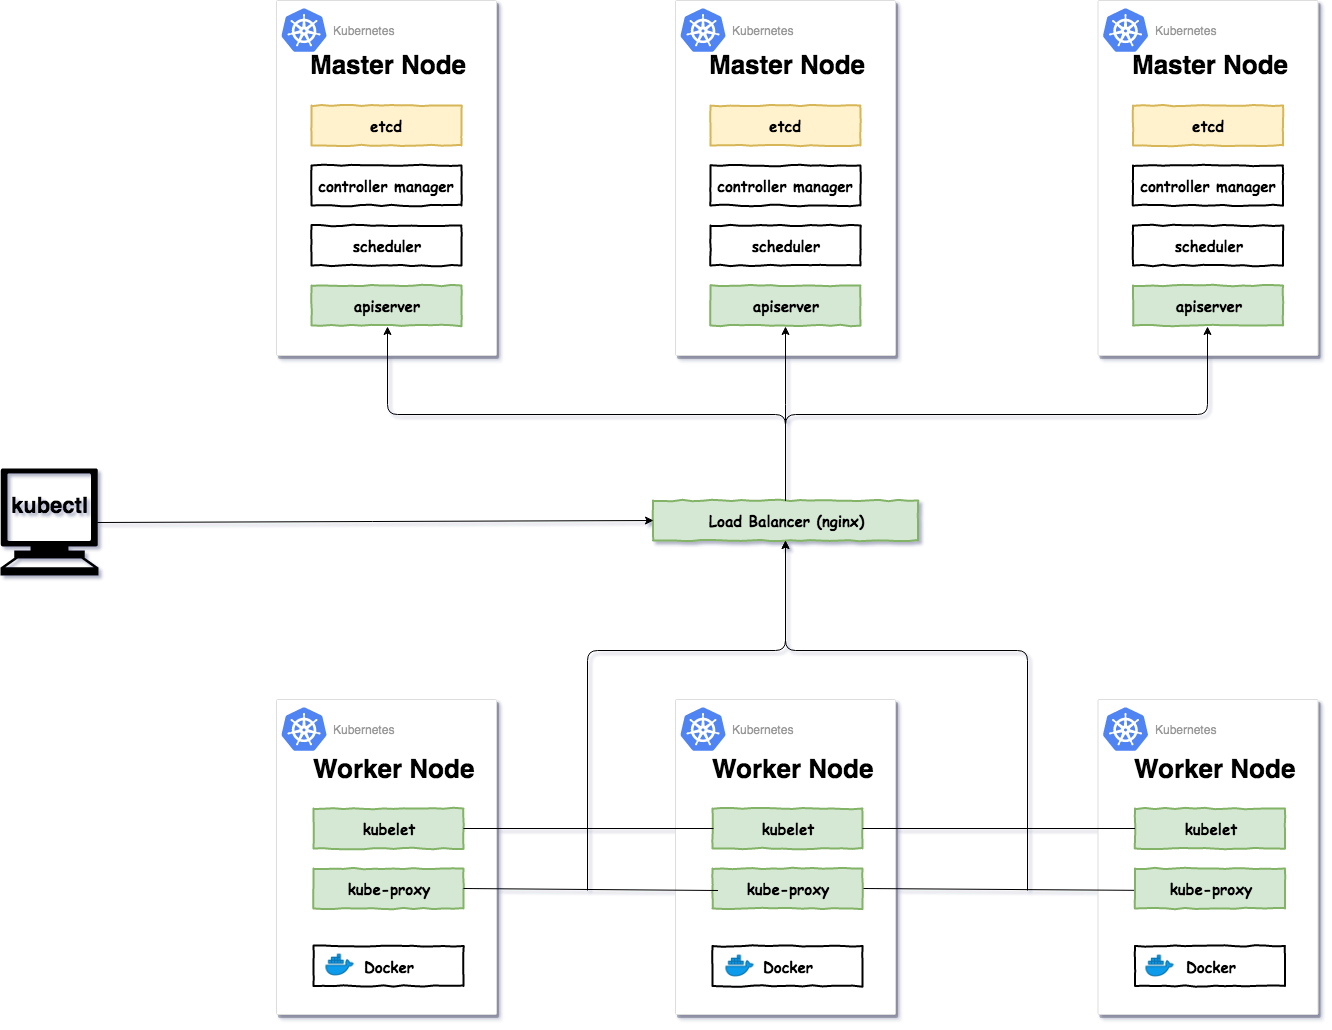 Kubernetes
Master Node
etcd
controller manager
scheduler
apiserver
Kubernetes
Master Node
etcd
controller manager
scheduler
apiserver
Kubernetes
Master Node
etcd
controller manager
scheduler
apiserver
kubectl
Load Balancer (nginx)
Kubernetes
Worker Node
kubelet
kube-proxy
Docker
Kubernetes
Worker Node
kubelet
kube-proxy
Docker
Kubernetes
Worker Node
kubelet
kube-proxy
Docker